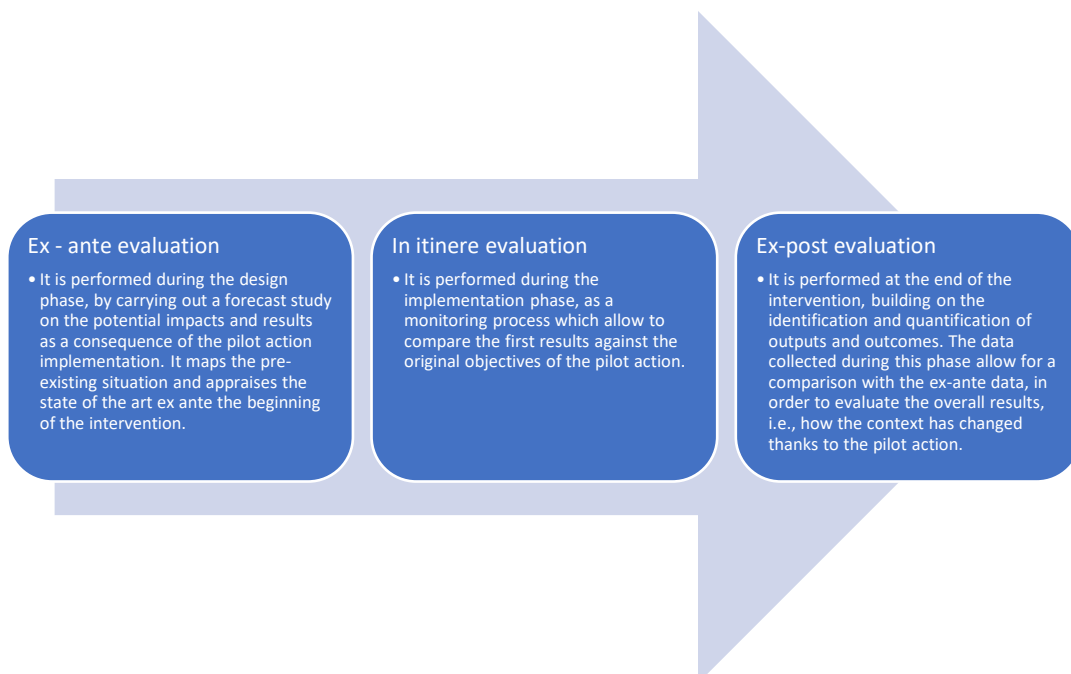 Ex - ante evaluation
• It is performed during the design
phase, by carrying out a forecast study
on the potential impacts and results
as a consequence of the pilot action
implementation. It maps the pre-
existing situation and appraises the
state of the art ex ante the beginning
of the intervention.
In itinere evaluation
• It is performed during the
implementation phase, as a
monitoring process which allow to
compare the first results against the
original objectives of the pilot action.
Ex-post evaluation
• It is performed at the end of the
intervention, building on the
identification and quantification of
outputs and outcomes. The data
collected during this phase allow for a
comparison with the ex-ante data, in
order to evaluate the overall results,
i.e., how the context has changed
thanks to the pilot action.